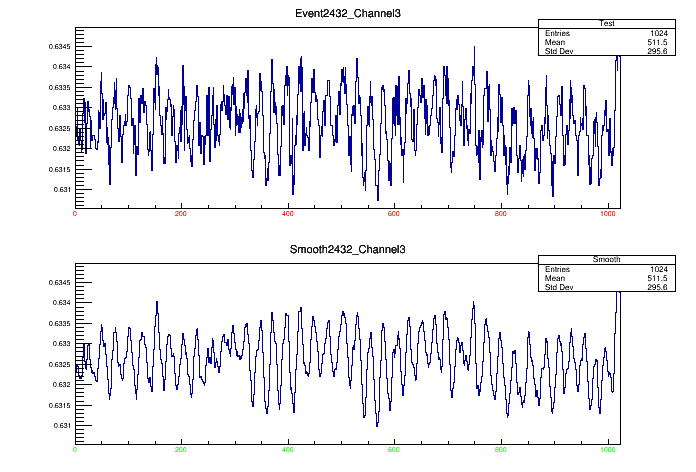 Event2432_Channel3
Test
Entries 1024
Mean 511.5
Std Dev 295.6
0.6345
0.634
0.6335
0.633
0.6325
0.632
0.6315
0.631
0 200 400 600 800 1000
Smooth2432_Channel3
Smooth
Entries 1024
Mean 511.5
Std Dev 295.6
0.6345
0.634
0.6335
0.633
0.6325
0.632
0.6315
0.631
0 200 400 600 800 1000